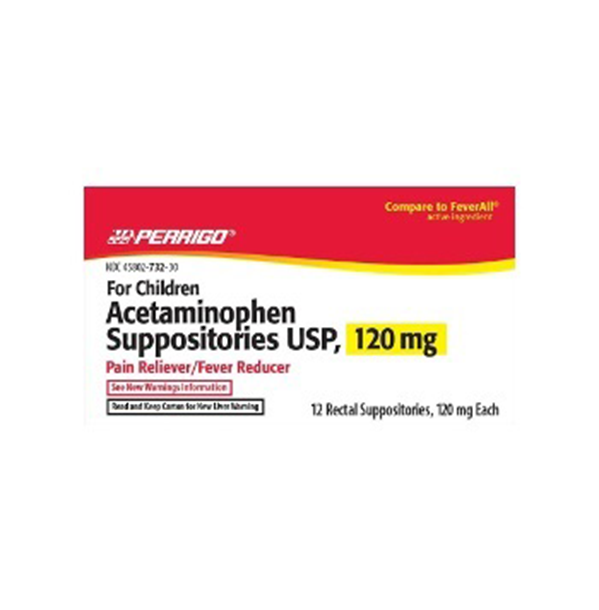 Compare to FeverAll®
active ingredient
PERRIGO®
NDC 45802-732-30
For Children
Acetaminophen
Suppositories USP, 120 mg
Pain Reliever/Fever Reducer
See New Warnings Information
Read and Keep Carton for New Liver Warning
12 Rectal Suppositories, 120 mg Each